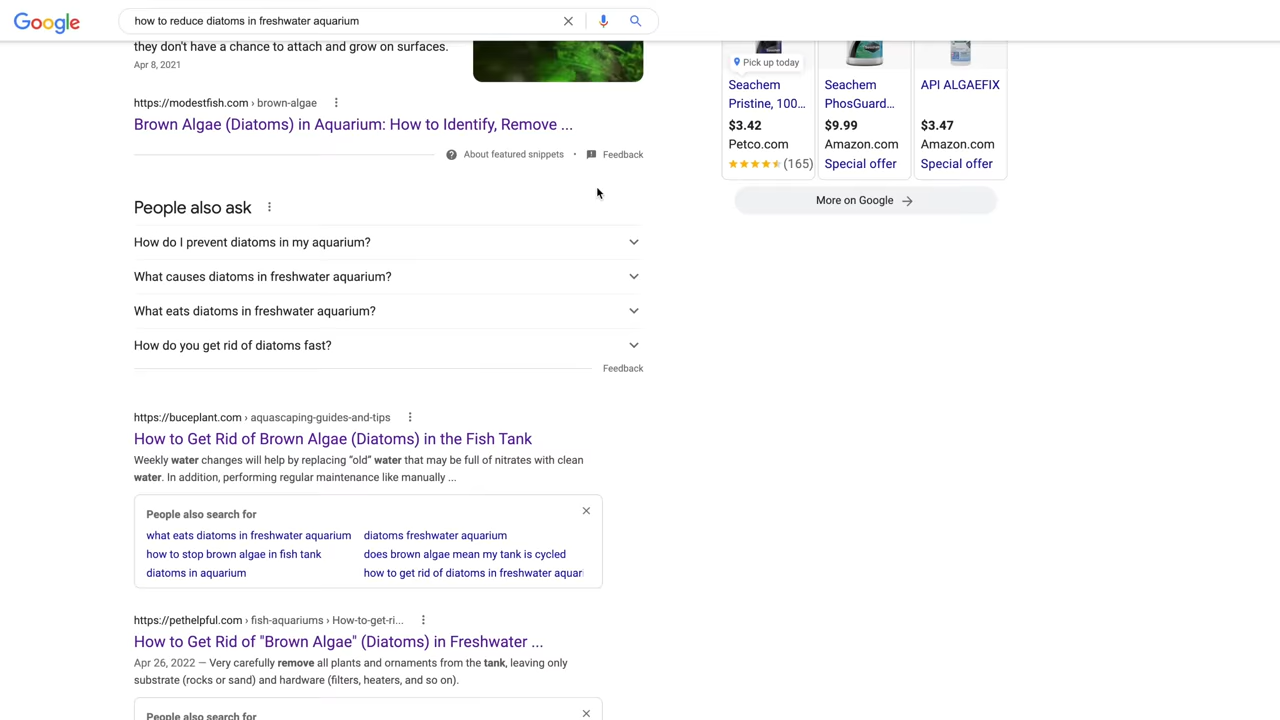 Google
how to reduce diatoms in freshwater aquarium
they don't have a chance to attach and grow on surfaces.
Apr 8, 2021
https://modestfish.com › brown-algae
Brown Algae (Diatoms) in Aquarium: How to Identify, Remove ...
About featured snippets • Feedback
Pick up today
Seachem Pristine, 100...
$3.42
Petco.com
(165)
Seachem PhosGuard...
$9.99
Amazon.com
Special offer
API ALGAEFIX
$3.47
Amazon.com
Special offer
More on Google
People also ask
How do I prevent diatoms in my aquarium?
What causes diatoms in freshwater aquarium?
What eats diatoms in freshwater aquarium?
How do you get rid of diatoms fast?
Feedback
https://buceplant.com › aquascaping-guides-and-tips
How to Get Rid of Brown Algae (Diatoms) in the Fish Tank
Weekly water changes will help by replacing "old" water that may be full of nitrates with clean
water. In addition, performing regular maintenance like manually ...
People also search for
what eats diatoms in freshwater aquarium
diatoms freshwater aquarium
how to stop brown algae in fish tank
does brown algae mean my tank is cycled
diatoms in aquarium
how to get rid of diatoms in freshwater aquar
https://pethelpful.com › fish-aquariums › How-to-get-ri...
How to Get Rid of "Brown Algae" (Diatoms) in Freshwater ...
Apr 26, 2022 — Very carefully remove all plants and ornaments from the tank, leaving only
substrate (rocks or sand) and hardware (filters, heaters, and so on).
People also search for